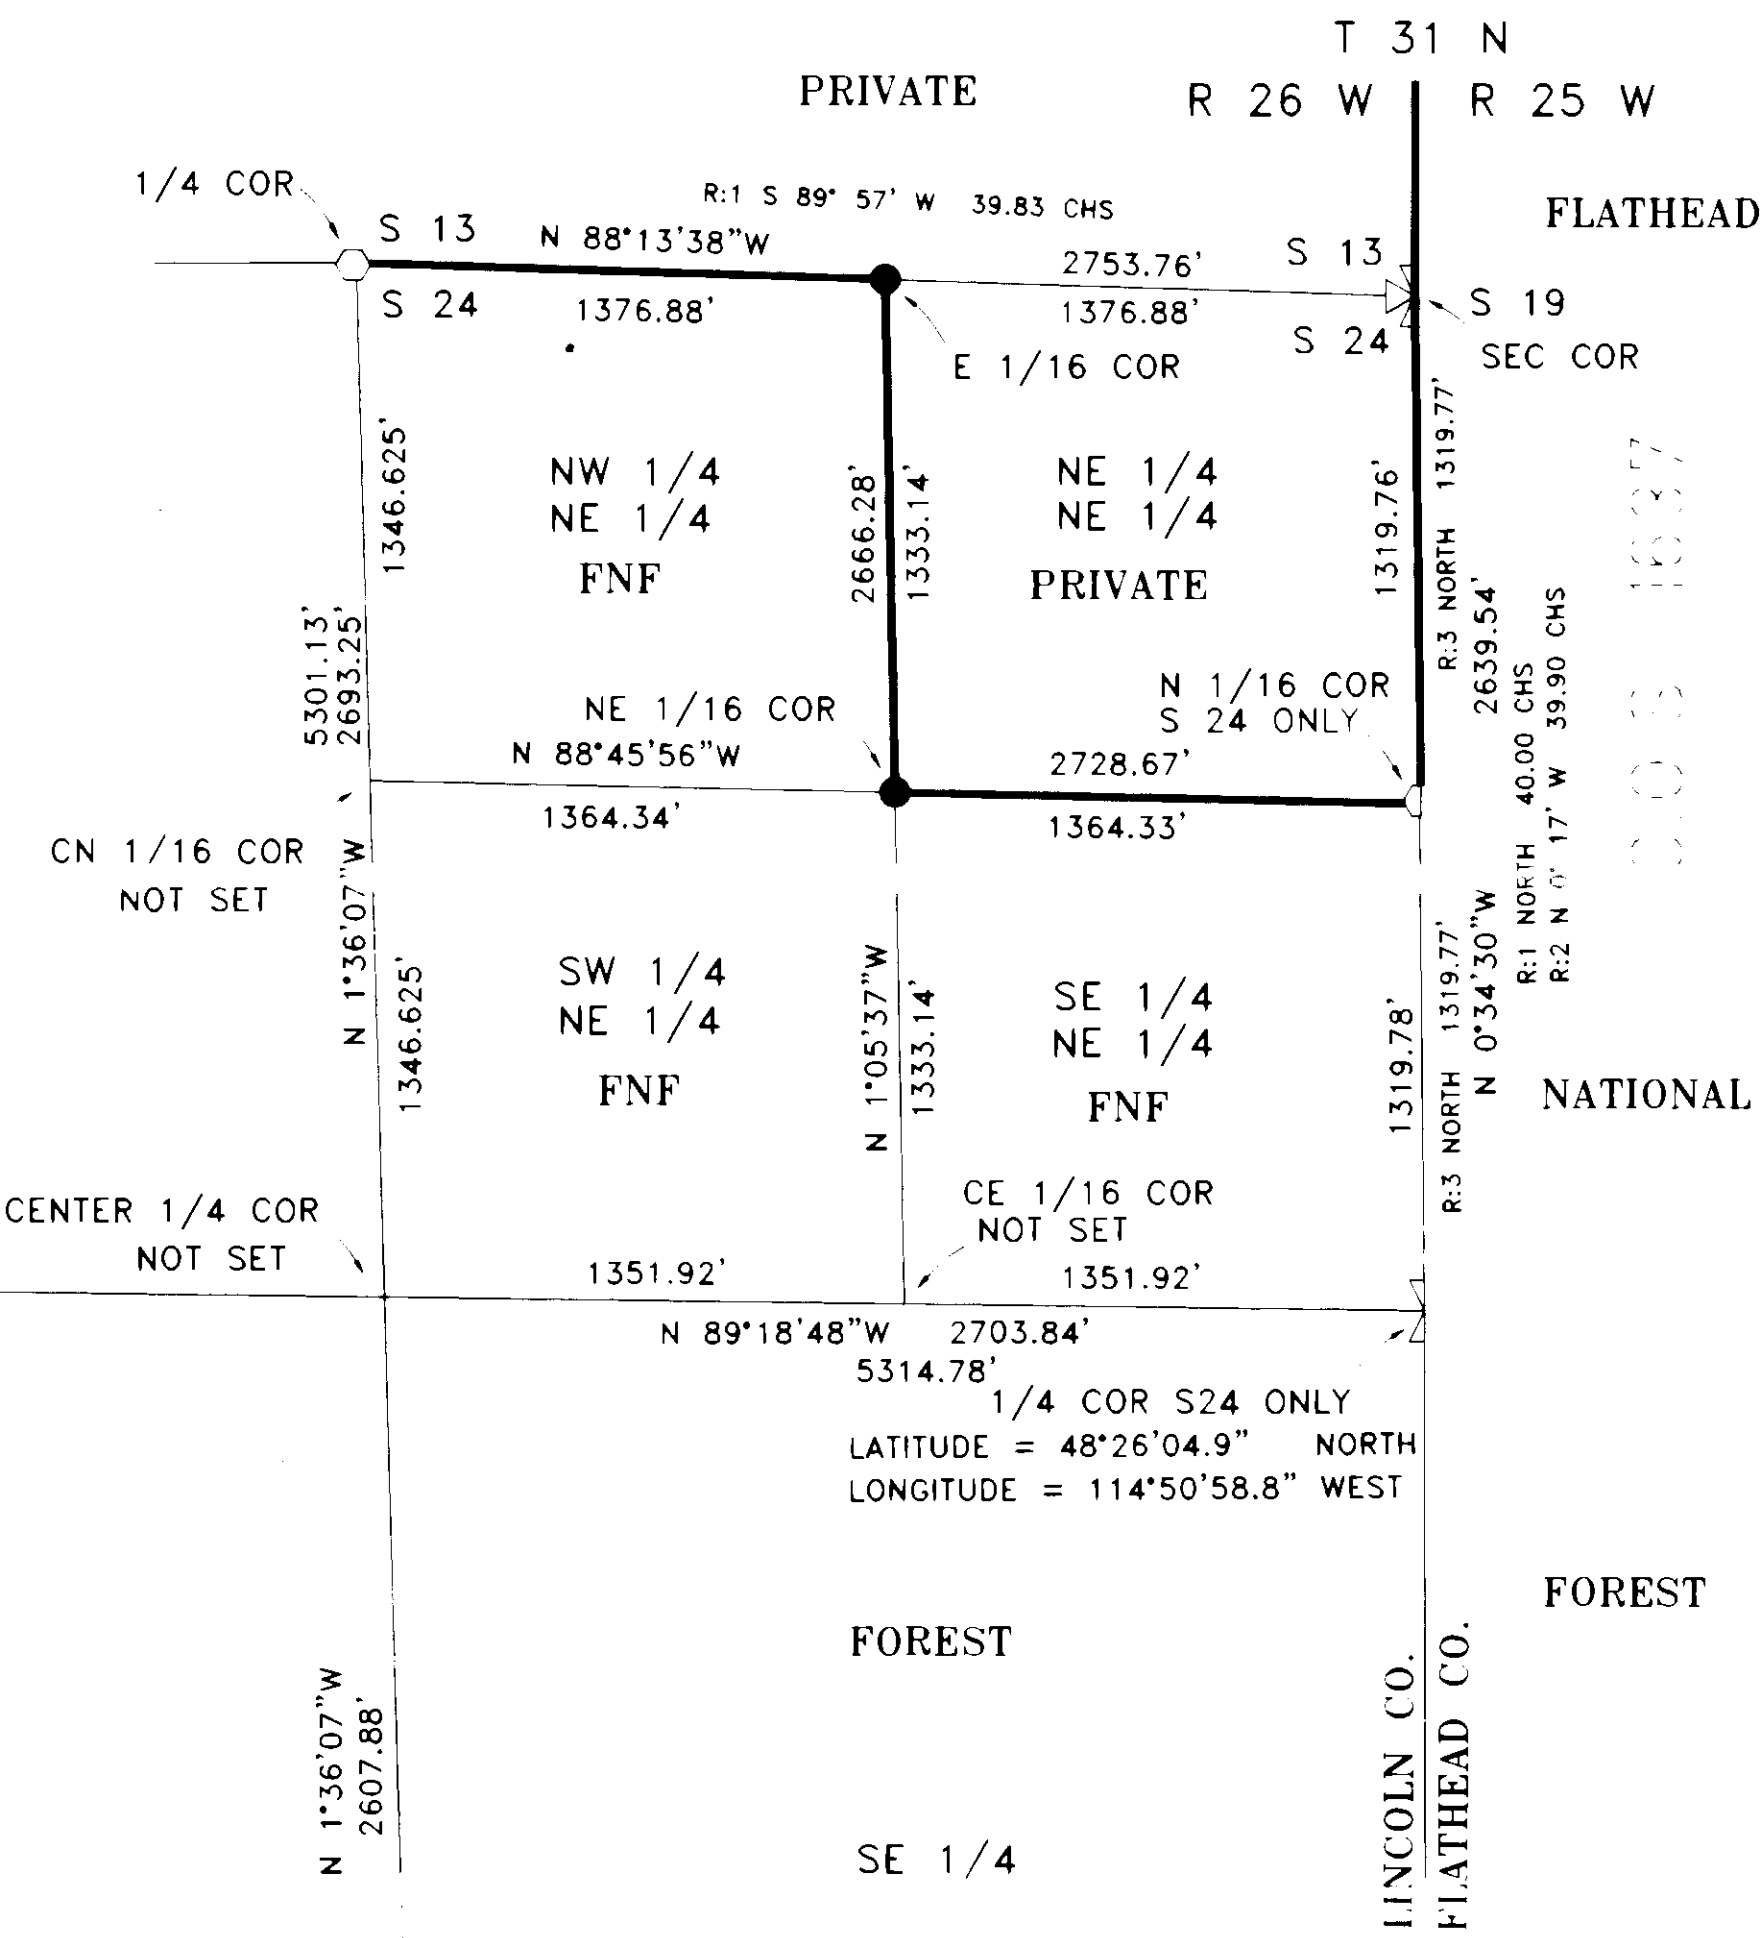 T 31 N
PRIVATE
R 26 W
R 25 W
1/4 COR
R:1 S 89° 57' W 39.83 CHS
FLATHEAD
S 13
N 88°13'38"W
2753.76'
S 13
S 24
1376.88'
1376.88'
S 24
S 19
SEC COR
E 1/16 COR
1346.625'
NW 1/4
NE 1/4
FNF
2666.28'
1333.14'
NE 1/4
NE 1/4
PRIVATE
1319.76'
R:3 NORTH 1319.77'
2639.54'
5301.13'
2693.25'
NE 1/16 COR
N 1/16 COR
S 24 ONLY
N 88°45'56"W
2728.67'
1364.34'
1364.33'
R:1 NORTH 40.00 CHS
R:2 N 0° 17' W 39.90 CHS
CN 1/16 COR
NOT SET
N 1°36'07"W
1346.625'
SW 1/4
NE 1/4
FNF
N 1°05'37"W
1333.14'
SE 1/4
NE 1/4
FNF
1319.78'
R:3 NORTH 1319.77'
N 0°34'30"W
NATIONAL
CENTER 1/4 COR
NOT SET
CE 1/16 COR
NOT SET
1351.92'
1351.92'
N 89°18'48"W 2703.84'
5314.78'
1/4 COR S24 ONLY
LATITUDE = 48°26'04.9" NORTH
LONGITUDE = 114°50'58.8" WEST
FOREST
FOREST
N 1°36'07"W
2607.88'
SE 1/4
LINCOLN CO.
FLATHEAD CO.